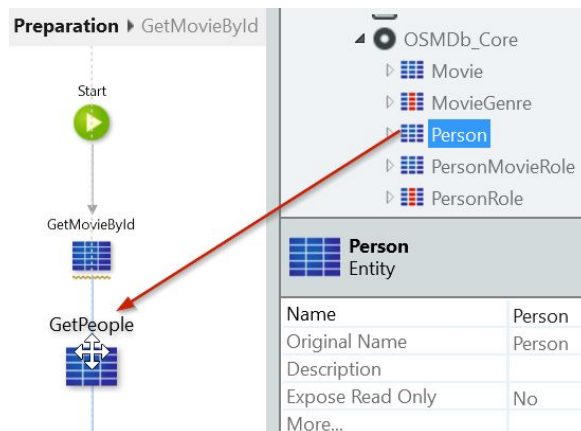 Preparation GetMovieById
Start
GetMovieById
GetPeople
OSMDb_Core
Movie
MovieGenre
Person
PersonMovieRole
PersonRole
Person
Entity
Name Person
Original Name Person
Description
Expose Read Only No
More...